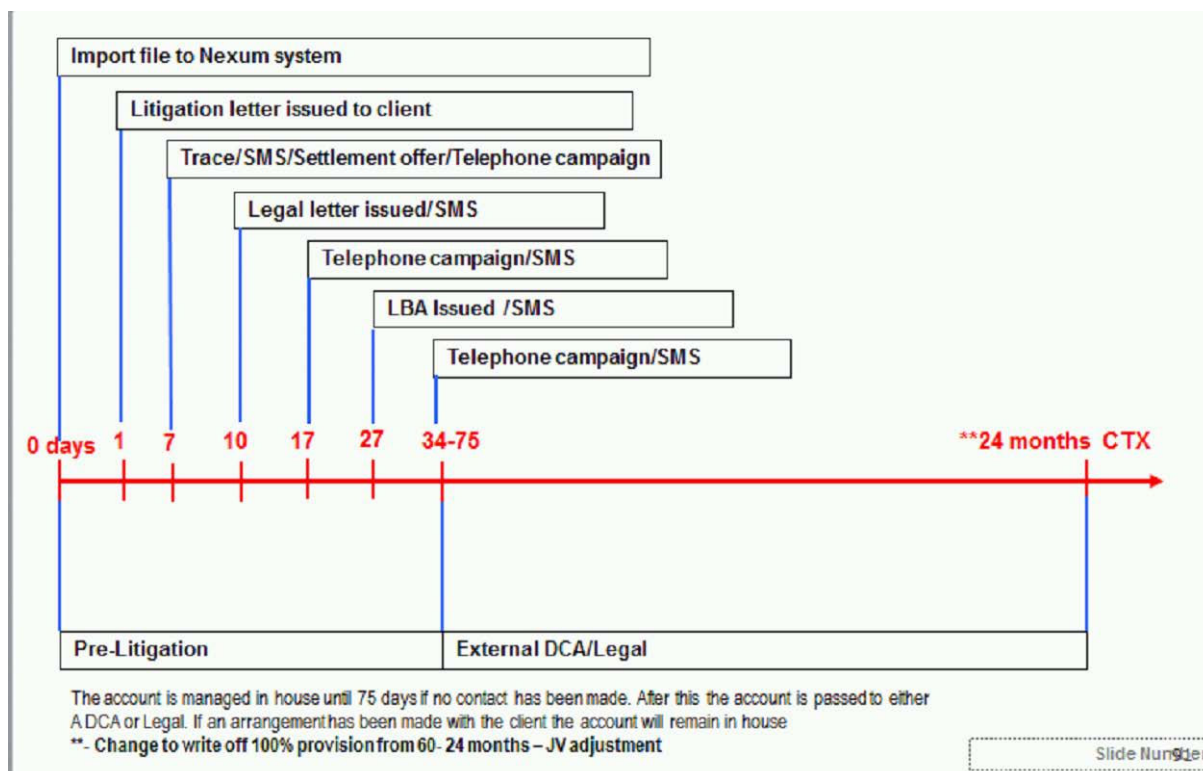 Import file to Nexum system
Litigation letter issued to client
Trace/SMS/Settlement offer/Telephone campaign
Legal letter issued/SMS
Telephone campaign/SMS
LBA Issued /SMS
Telephone campaign/SMS
0 days 1 7 10 17 27 34-75 **24 months CTX
Pre-Litigation External DCA/Legal
The account is managed in house until 75 days if no contact has been made. After this the account is passed to either
A DCA or Legal. If an arrangement has been made with the client the account will remain in house
**- Change to write off 100% provision from 60- 24 months – JV adjustment
Slide Number